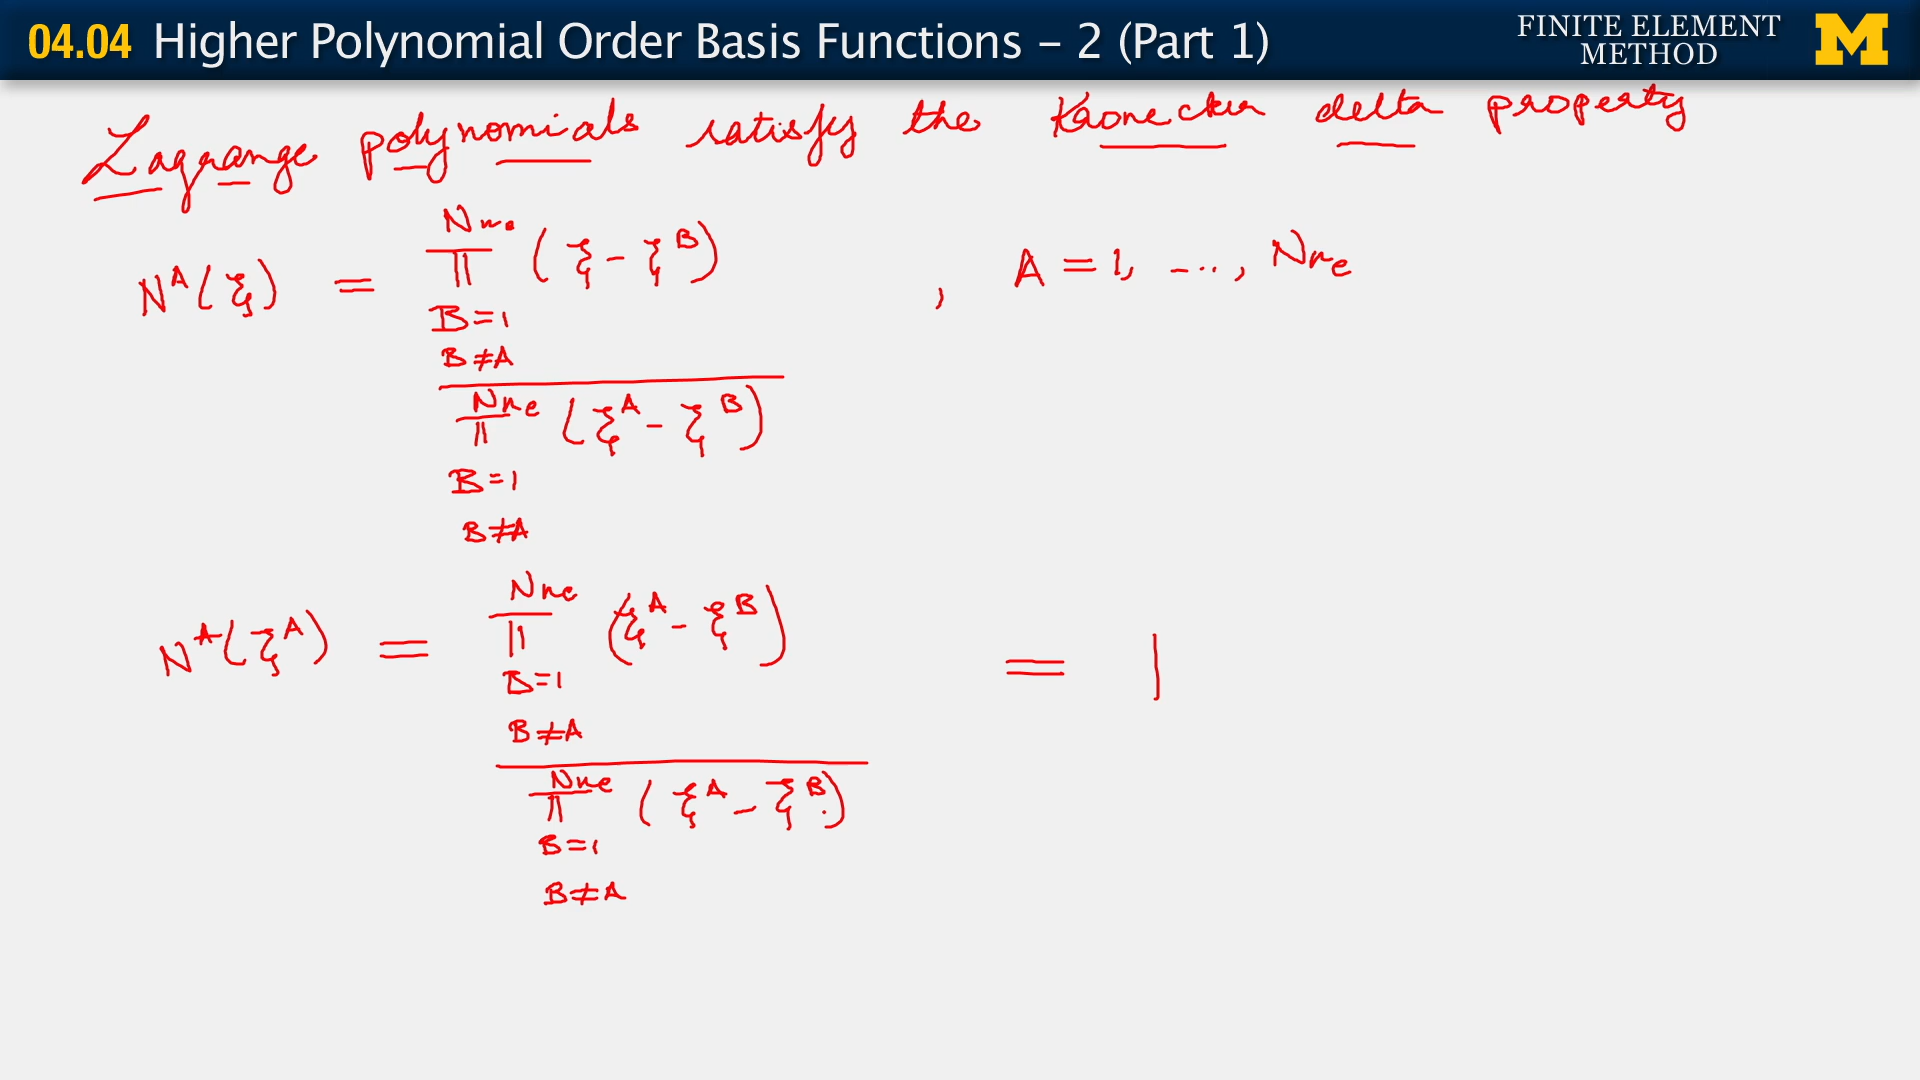 04.04 Higher Polynomial Order Basis Functions – 2 (Part 1)
FINITE ELEMENT
METHOD
M
Lagrange polynomials satisfy the Kronecker delta property
Nne
N^A(ξ) = Π (ξ - ξ^B) , A = 1, ..., Nne
B=1
B≠A
Nne
Π (ξ^A - ξ^B)
B=1
B≠A
Nne
N^A(ξ^A) = Π (ξ^A - ξ^B) = 1
B=1
B≠A
Nne
Π (ξ^A - ξ^B)
B=1
B≠A